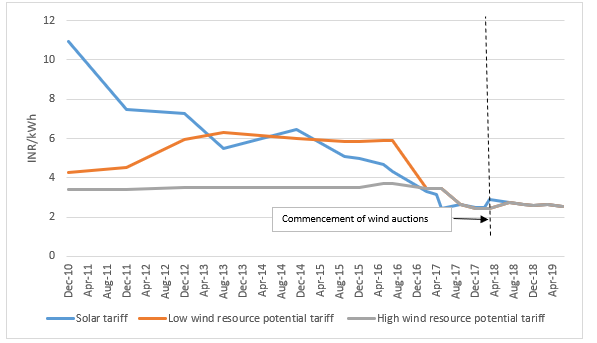 12
10
8
6
4
2
0
INR/kWh
Commencement of wind auctions
Dec-10
Apr-11
Aug-11
Dec-11
Apr-12
Aug-12
Dec-12
Apr-13
Aug-13
Dec-13
Apr-14
Aug-14
Dec-14
Apr-15
Aug-15
Dec-15
Apr-16
Aug-16
Dec-16
Apr-17
Aug-17
Dec-17
Apr-18
Aug-18
Dec-18
Apr-19
Solar tariff Low wind resource potential tariff High wind resource potential tariff